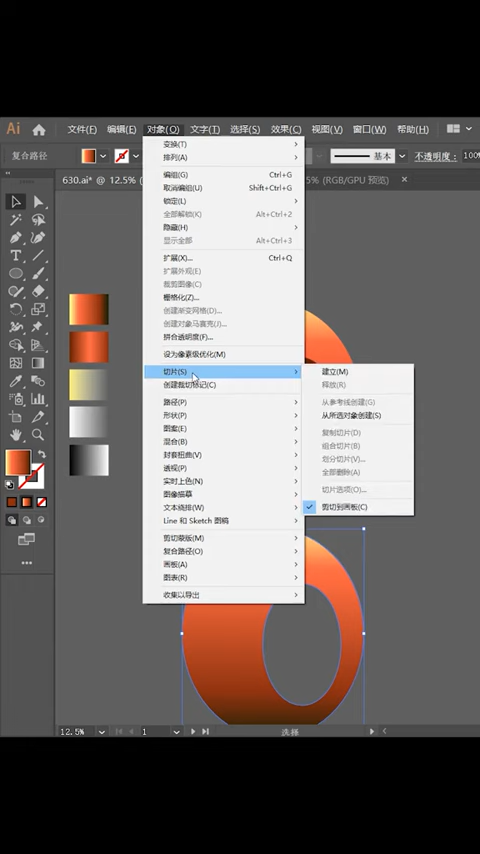 Ai
文件(F) 编辑(E) 对象(O) 文字(T) 选择(S) 效果(C) 视图(V) 窗口(W) 帮助(H)
复合路径
基本
不透明度:
630.ai* @ 12.5%
5% (RGB/GPU 预览) ×
变换(T)
排列(A)
编组(G) Ctrl+G
取消编组(U) Shift+Ctrl+G
锁定(L)
全部解锁(K) Alt+Ctrl+2
隐藏(H)
显示全部 Alt+Ctrl+3
扩展(X)... Ctrl+Q
扩展外观(E)
裁剪图像(C)
栅格化(Z)...
创建渐变网格(D)...
创建对象马赛克(J)...
拼合透明度(F)...
设为像素级优化(M)
切片(S)
创建裁切标记(C)
路径(P)
形状(P)
图案(E)
混合(B)
封套扭曲(V)
透视(P)
实时上色(N)
图像描摹
文本绕排(W)
Line 和 Sketch 图稿
剪切蒙版(M)
复合路径(O)
画板(A)
图表(R)
收集以导出
建立(M)
释放(R)
从参考线创建(G)
从所选对象创建(S)
复制切片(D)
组合切片(B)
划分切片(V)...
全部删除(A)
切片选项(O)...
剪切到画板(C)
12.5% 1 选择